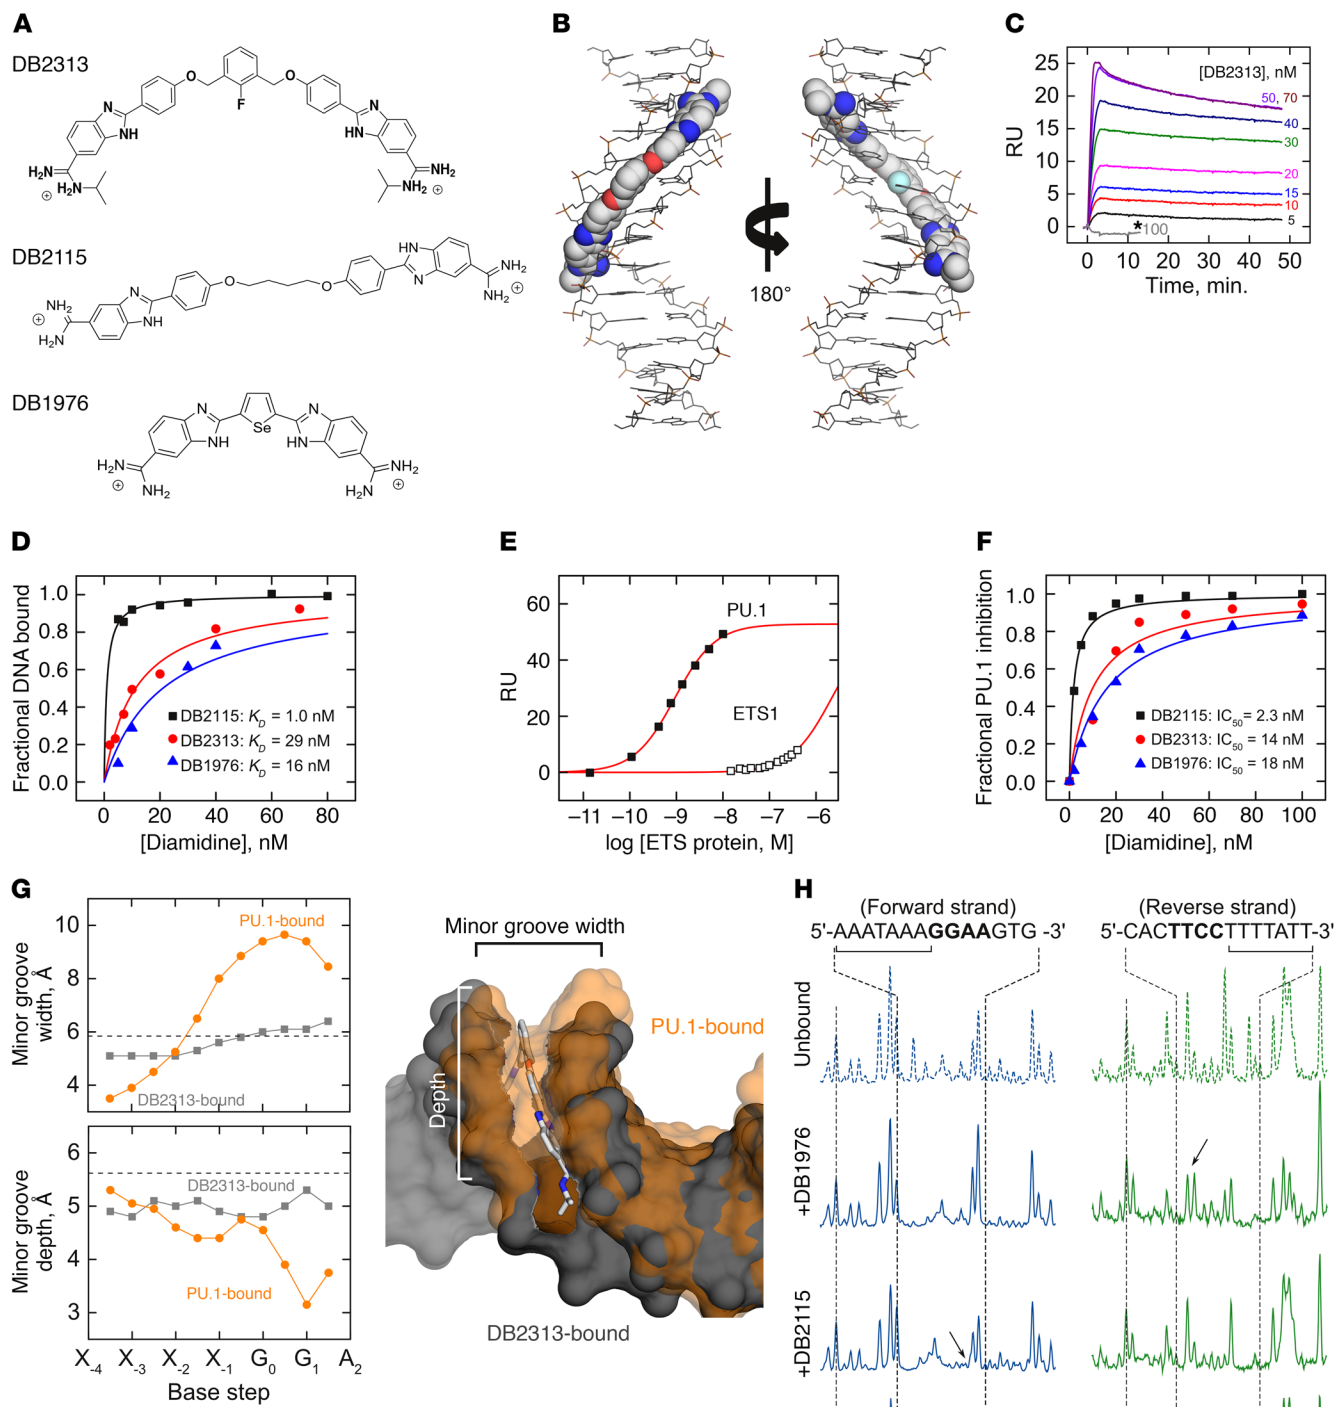 A
DB2313
O
O
F
N
NH
N
HN
H2N
NH2
H2N
NH2
DB2115
HN
N
NH2
NH2
O
O
N
NH
NH2
H2N
DB1976
N
NH
Se
N
HN
H2N
NH2
NH2
NH2
B
180°
C
[DB2313], nM
50, 70
40
30
20
15
10
5
*100
25
20
15
10
5
0
RU
0 10 20 30 40 50
Time, min.
D
Fractional DNA bound
1.0
0.8
0.6
0.4
0.2
0.0
DB2115: KD = 1.0 nM
DB2313: KD = 29 nM
DB1976: KD = 16 nM
0 20 40 60 80
[Diamidine], nM
E
RU
60
40
20
0
PU.1
ETS1
−11 −10 −9 −8 −7 −6
log [ETS protein, M]
F
Fractional PU.1 inhibition
1.0
0.8
0.6
0.4
0.2
0.0
DB2115: IC50 = 2.3 nM
DB2313: IC50 = 14 nM
DB1976: IC50 = 18 nM
0 20 40 60 80 100
[Diamidine], nM
G
Minor groove
width, Å
10
8
6
4
PU.1-bound
DB2313-bound
Minor groove
depth, Å
6
5
4
3
DB2313-bound
PU.1-bound
X-4 X-3 X-2 X-1 G0 G1 A2
Base step
Minor groove width
Depth
PU.1-bound
DB2313-bound
H
(Forward strand)
5'-AAATAAAGGAAGTG -3'
(Reverse strand)
5'-CACTTCCTTTTATT-3'
Unbound
+DB1976
+DB2115